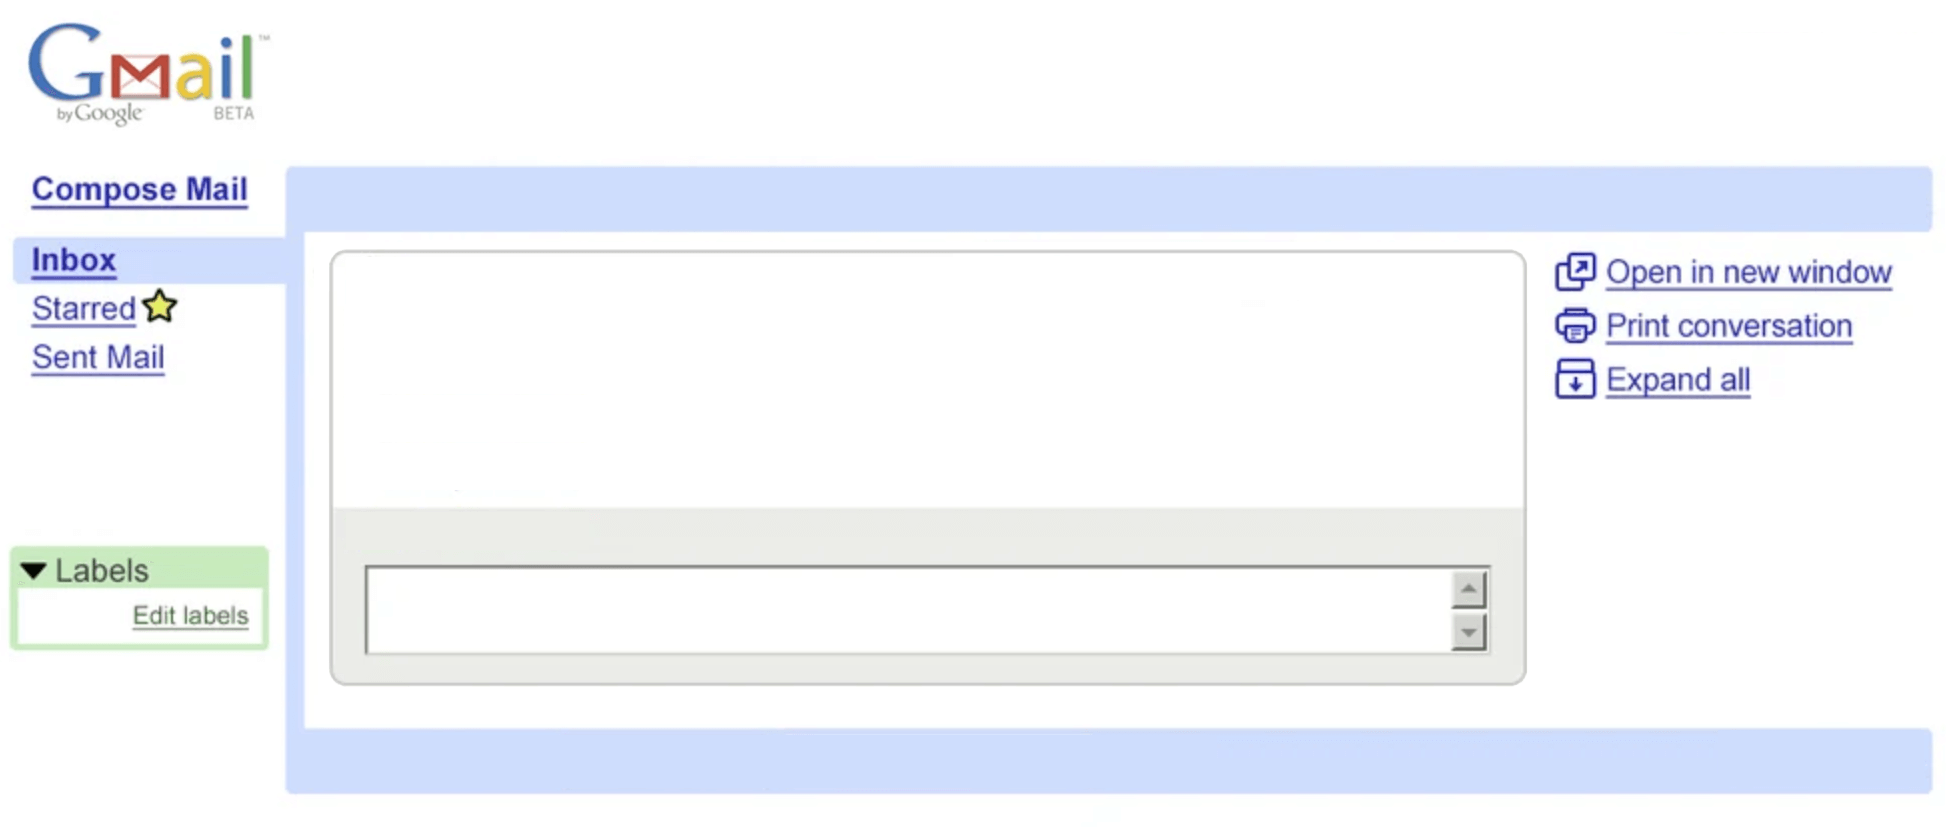 Gmail™
by Google BETA
Compose Mail
Inbox
Starred
Sent Mail
Labels
Edit labels
Open in new window
Print conversation
Expand all